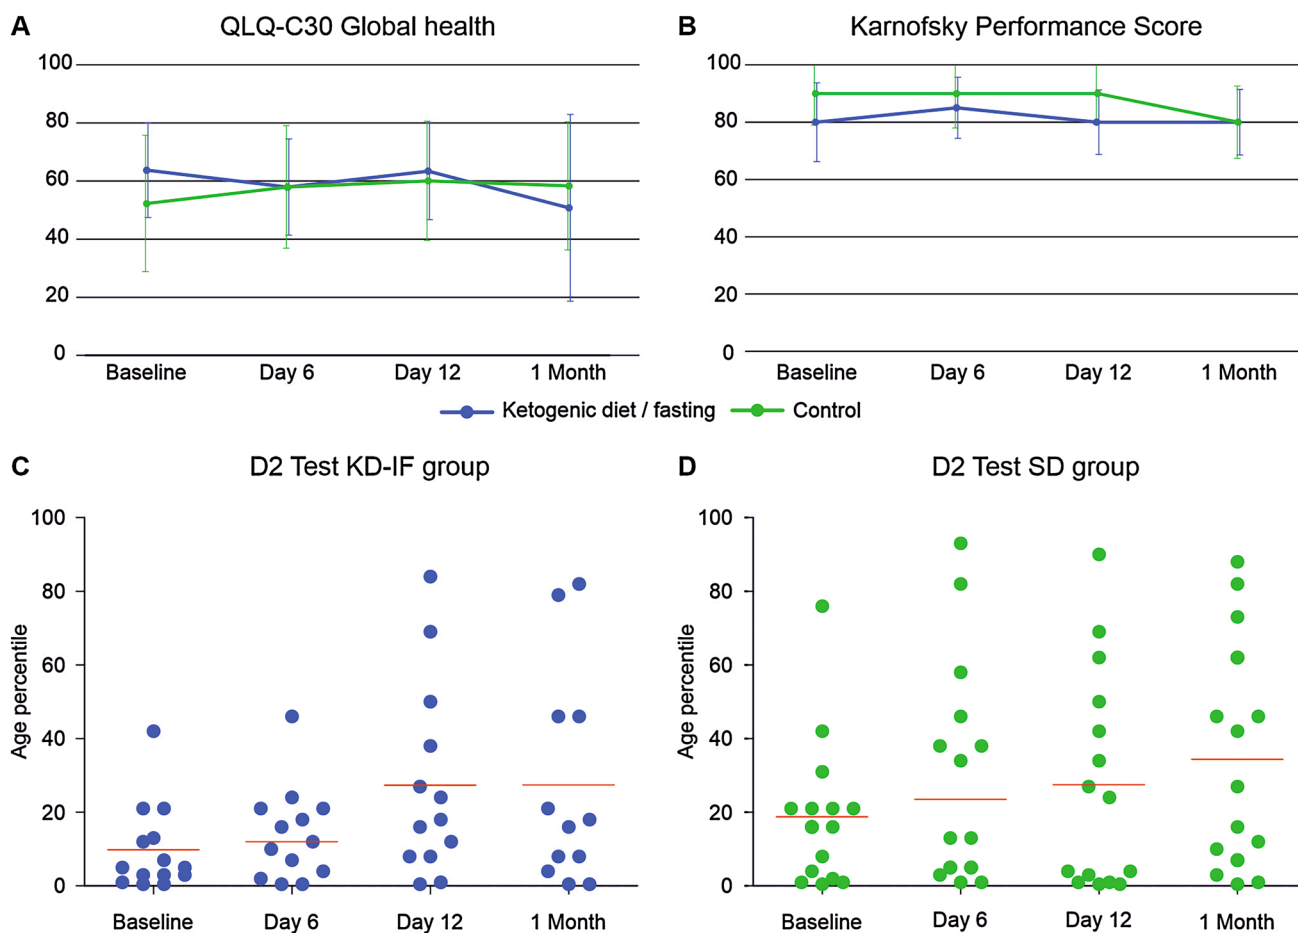 A
QLQ-C30 Global health
100
80
60
40
20
0
Baseline
Day 6
Day 12
1 Month
B
Karnofsky Performance Score
100
80
60
40
20
0
Baseline
Day 6
Day 12
1 Month
Ketogenic diet / fasting
Control
C
D2 Test KD-IF group
Age percentile
100
80
60
40
20
0
Baseline
Day 6
Day 12
1 Month
D
D2 Test SD group
Age percentile
100
80
60
40
20
0
Baseline
Day 6
Day 12
1 Month